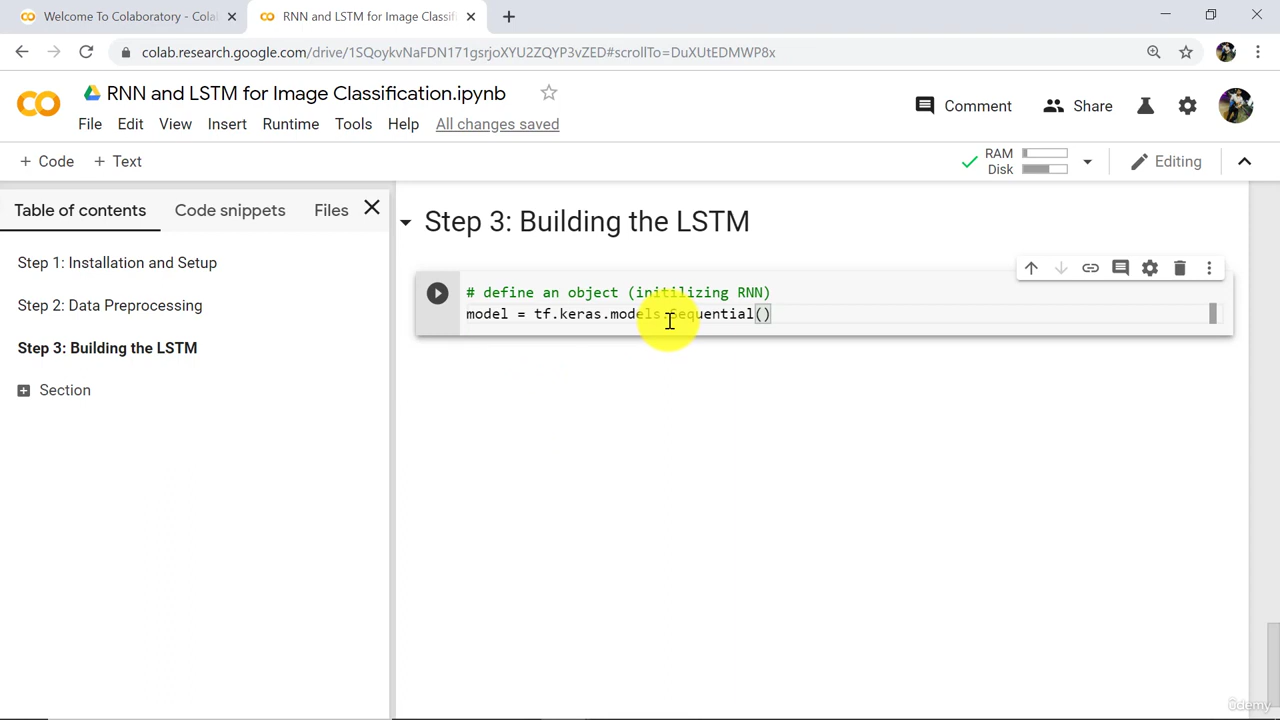 Welcome To Colaboratory - Cola
RNN and LSTM for Image Classifi
colab.research.google.com/drive/1SQoykvNaFDN171gsrjoXYU2ZQYP3vZED#scrollTo=DuXUtEDMWP8x
RNN and LSTM for Image Classification.ipynb
Comment Share
File Edit View Insert Runtime Tools Help All changes saved
+ Code + Text
RAM
Disk
Editing
Table of contents Code snippets Files
Step 1: Installation and Setup
Step 2: Data Preprocessing
Step 3: Building the LSTM
Section
Step 3: Building the LSTM
# define an object (initilizing RNN)
model = tf.keras.models.Sequential()
ûdemy